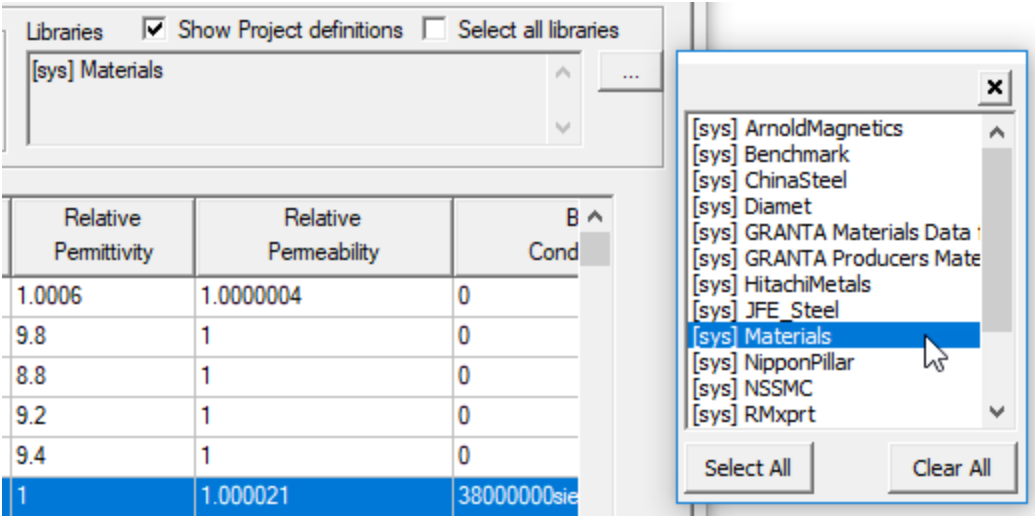 Libraries Show Project definitions Select all libraries
[sys] Materials
...
Relative Permittivity
Relative Permeability
B
Cond
1.0006 1.0000004 0
9.8 1 0
8.8 1 0
9.2 1 0
9.4 1 0
1 1.000021 38000000sie
[sys] ArnoldMagnetics
[sys] Benchmark
[sys] ChinaSteel
[sys] Diamet
[sys] GRANTA Materials Data
[sys] GRANTA Producers Mate
[sys] HitachiMetals
[sys] JFE_Steel
[sys] Materials
[sys] NipponPillar
[sys] NSSMC
[sys] RMxprt
Select All Clear All